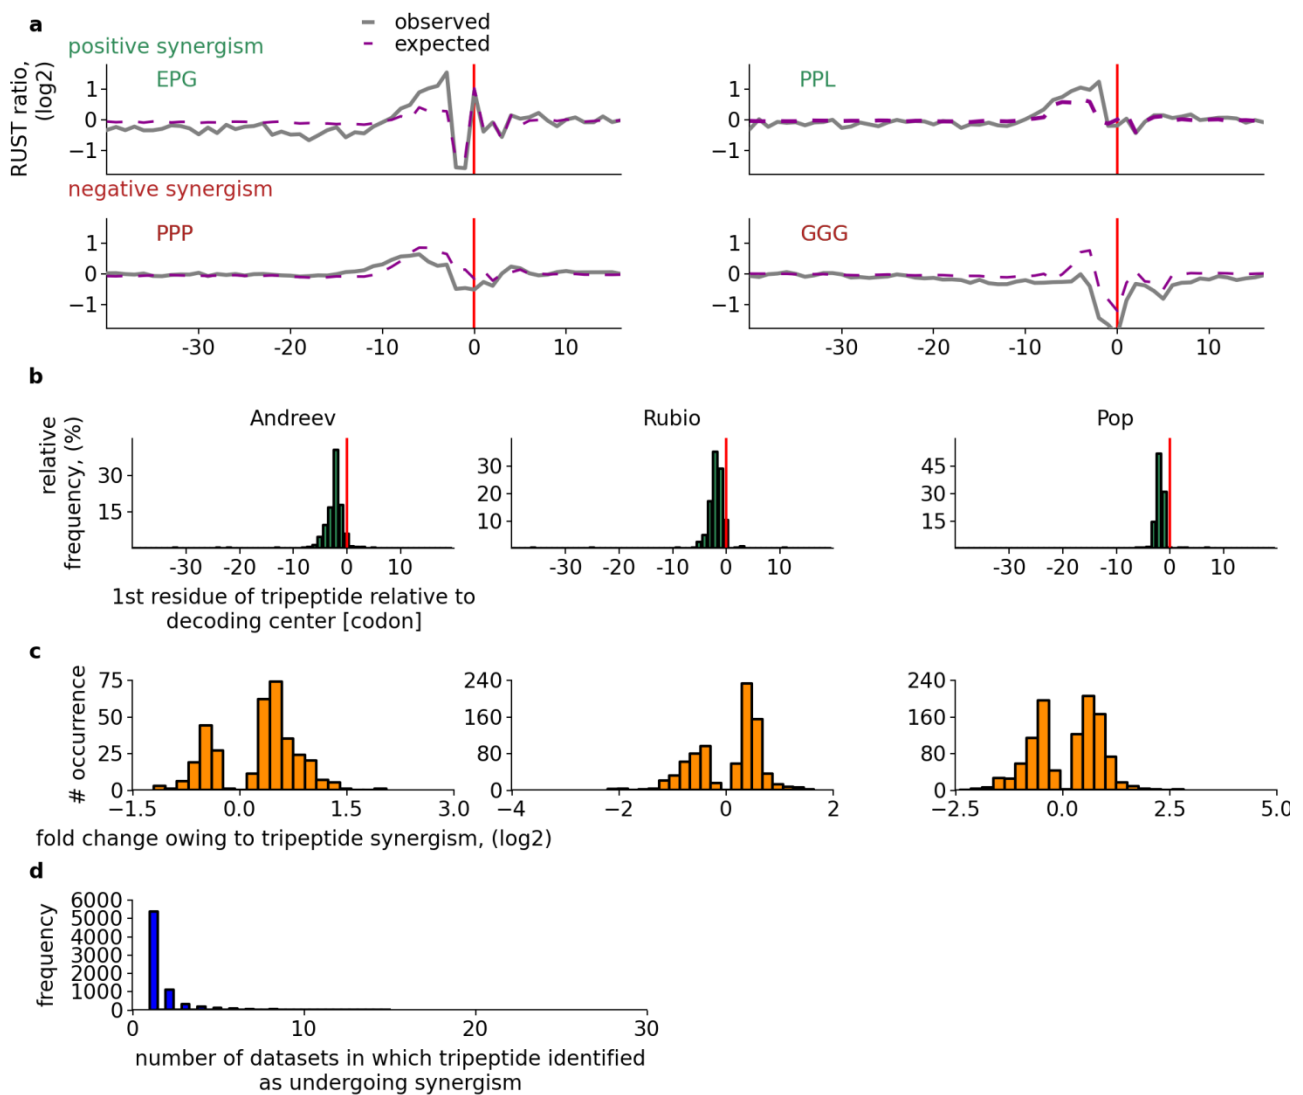 a
observed
expected
positive synergism
RUST ratio,
(log2)
EPG
PPL
1
0
−1
1
0
−1
negative synergism
PPP
GGG
1
0
−1
1
0
−1
-30 -20 -10 0 10
-30 -20 -10 0 10
b
relative
frequency, (%)
Andreev
Rubio
Pop
30
15
30
20
10
45
30
15
-30 -20 -10 0 10
-30 -20 -10 0 10
-30 -20 -10 0 10
1st residue of tripeptide relative to
decoding center [codon]
c
# occurrence
75
50
25
0
240
160
80
0
240
160
80
0
−1.5 0.0 1.5 3.0
−4 −2 0 2
−2.5 0.0 2.5 5.0
fold change owing to tripeptide synergism, (log2)
d
frequency
6000
5000
4000
3000
2000
1000
0
0 10 20 30
number of datasets in which tripeptide identified
as undergoing synergism